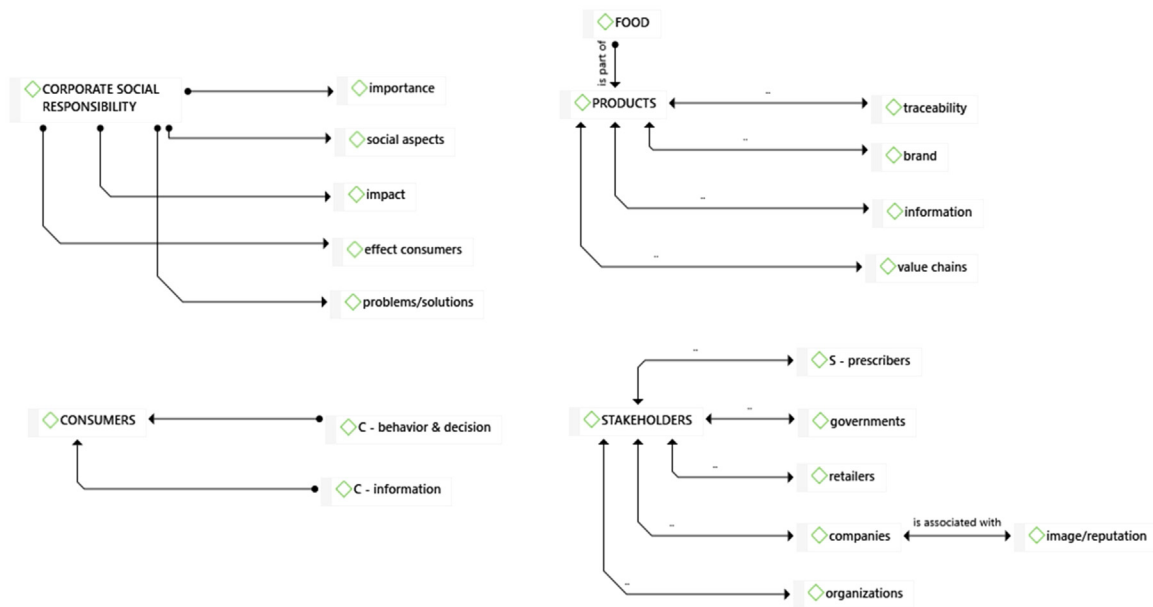 CORPORATE SOCIAL
RESPONSIBILITY
importance
social aspects
impact
effect consumers
problems/solutions
FOOD
is part of
PRODUCTS
..
traceability
..
brand
..
information
..
value chains
CONSUMERS
C - behavior & decision
C - information
..
S - prescribers
STAKEHOLDERS
..
governments
..
retailers
..
companies
is associated with
image/reputation
..
organizations